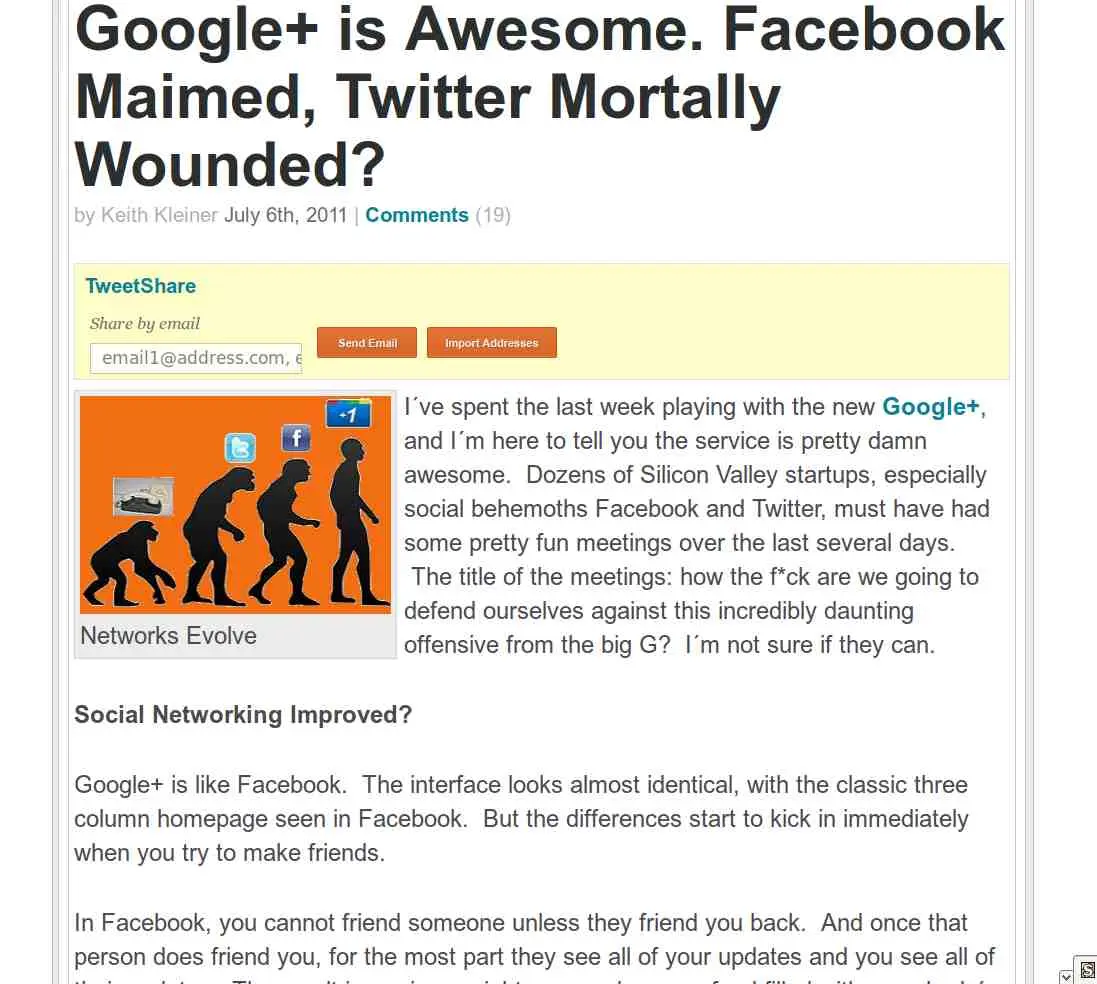 Google+ is Awesome. Facebook
Maimed, Twitter Mortally
Wounded?
by Keith Kleiner July 6th, 2011 | Comments (19)
TweetShare
Share by email
email1@address.com, e
Send Email
Import Addresses
+1
f
Networks Evolve
I´ve spent the last week playing with the new Google+,
and I´m here to tell you the service is pretty damn
awesome.  Dozens of Silicon Valley startups, especially
social behemoths Facebook and Twitter, must have had
some pretty fun meetings over the last several days.
The title of the meetings: how the f*ck are we going to
defend ourselves against this incredibly daunting
offensive from the big G?  I´m not sure if they can.
Social Networking Improved?
Google+ is like Facebook.  The interface looks almost identical, with the classic three
column homepage seen in Facebook.  But the differences start to kick in immediately
when you try to make friends.
In Facebook, you cannot friend someone unless they friend you back.  And once that
person does friend you, for the most part they see all of your updates and you see all of
S